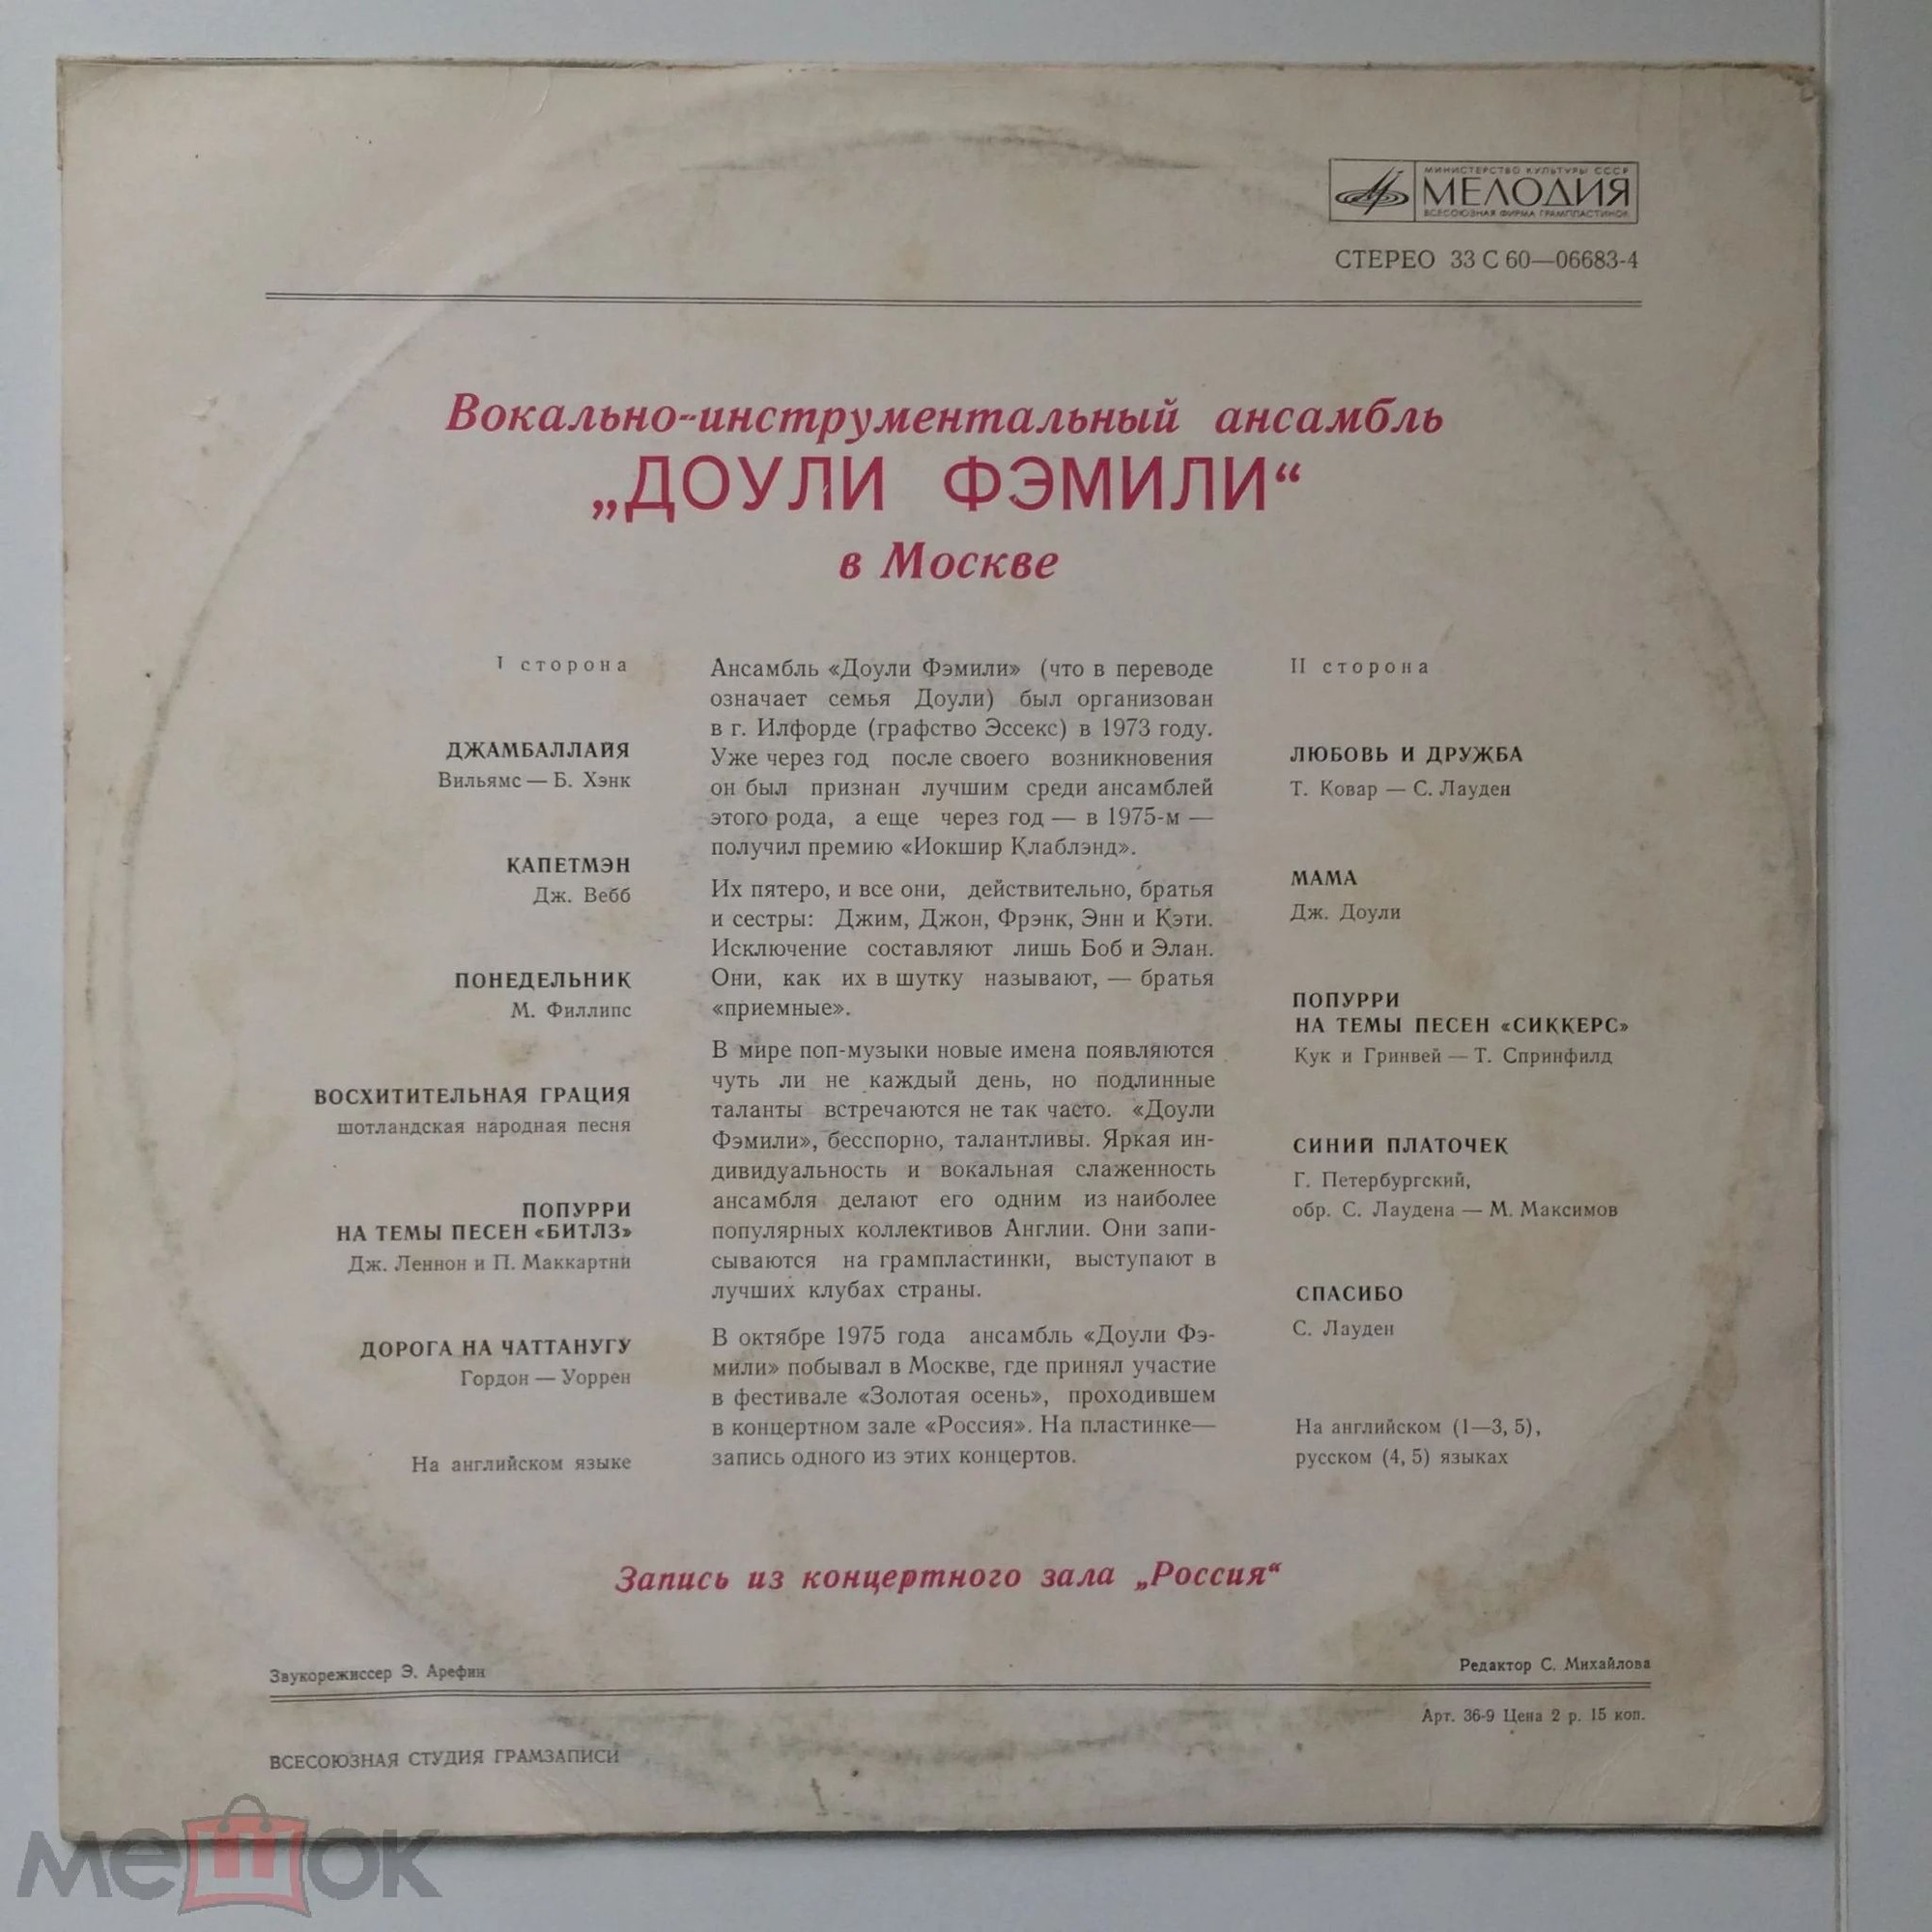 МИНИСТЕРСТВО КУЛЬТУРЫ СССР
МЕЛОДИЯ
ВСЕСОЮЗНАЯ ФИРМА ГРАМПЛАСТИНОК
СТЕРЕО 33 С 60—06683-4
Вокально-инструментальный ансамбль
„ДОУЛИ ФЭМИЛИ“
в Москве
I сторона
ДЖАМБАЛЛАЙЯ
Вильямс — Б. Хэнк
КАПЕТМЭН
Дж. Вебб
ПОНЕДЕЛЬНИК
М. Филлипс
ВОСХИТИТЕЛЬНАЯ ГРАЦИЯ
шотландская народная песня
ПОПУРРИ
НА ТЕМЫ ПЕСЕН «БИТЛЗ»
Дж. Леннон и П. Маккартни
ДОРОГА НА ЧАТТАНУГУ
Гордон — Уоррен
На английском языке
Ансамбль «Доули Фэмили» (что в переводе
означает семья Доули) был организован
в г. Илфорде (графство Эссекс) в 1973 году.
Уже через год после своего возникновения
он был признан лучшим среди ансамблей
этого рода, а еще через год — в 1975-м —
получил премию «Иокшир Клаблэнд».
Их пятеро, и все они, действительно, братья
и сестры: Джим, Джон, Фрэнк, Энн и Кэти.
Исключение составляют лишь Боб и Элан.
Они, как их в шутку называют, — братья
«приемные».
В мире поп-музыки новые имена появляются
чуть ли не каждый день, но подлинные
таланты встречаются не так часто. «Доули
Фэмили», бесспорно, талантливы. Яркая ин-
дивидуальность и вокальная слаженность
ансамбля делают его одним из наиболее
популярных коллективов Англии. Они запи-
сываются на грампластинки, выступают в
лучших клубах страны.
В октябре 1975 года ансамбль «Доули Фэ-
мили» побывал в Москве, где принял участие
в фестивале «Золотая осень», проходившем
в концертном зале «Россия». На пластинке—
запись одного из этих концертов.
II сторона
ЛЮБОВЬ И ДРУЖБА
Т. Ковар — С. Лауден
МАМА
Дж. Доули
ПОПУРРИ
НА ТЕМЫ ПЕСЕН «СИККЕРС»
Кук и Гринвей — Т. Спринфилд
СИНИЙ ПЛАТОЧЕК
Г. Петербургский,
обр. С. Лаудена — М. Максимов
СПАСИБО
С. Лауден
На английском (1—3, 5),
русском (4, 5) языках
Запись из концертного зала „Россия“
Звукорежиссер Э. Арефин
Редактор С. Михайлова
Арт. 36-9 Цена 2 р. 15 коп.
ВСЕСОЮЗНАЯ СТУДИЯ ГРАМЗАПИСИ
мешок